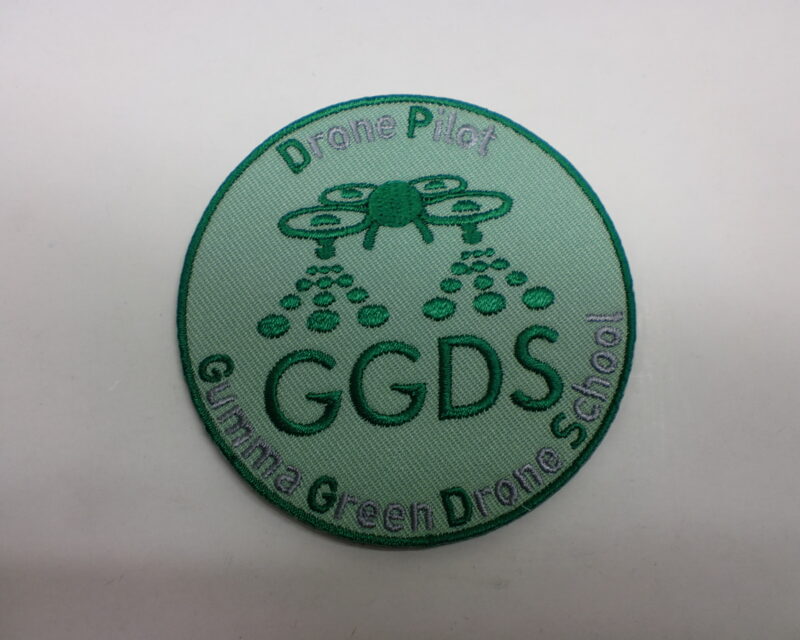 Drone Pilot
GGDS
Gumma Green Drone School